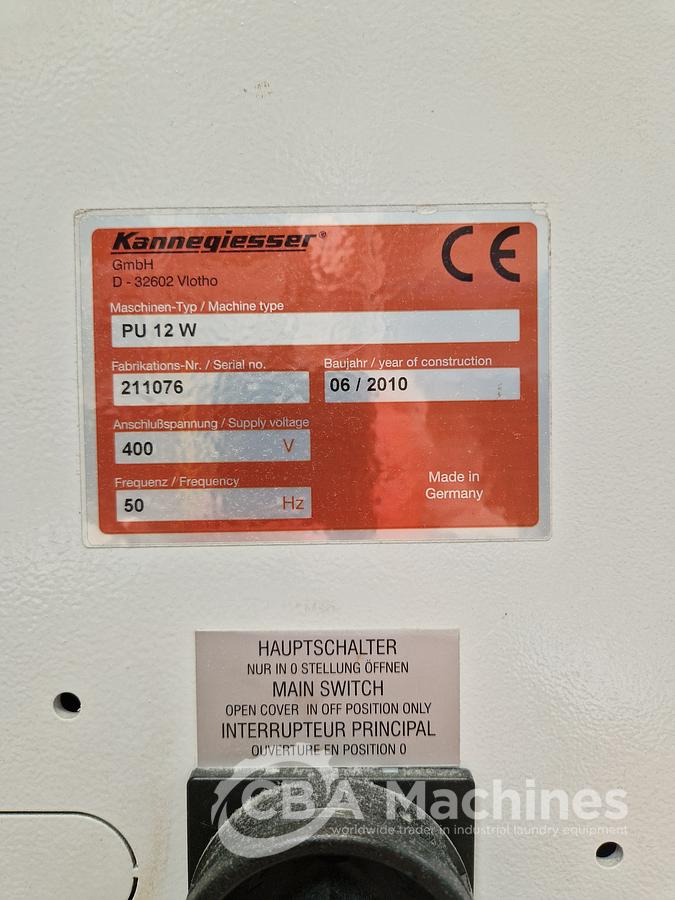 Kannegiesser®
GmbH
D - 32602 Vlotho
CE
Maschinen-Typ / Machine type
PU 12 W
Fabrikations-Nr. / Serial no.
211076
Baujahr / year of construction
06 / 2010
Anschlußspannung / Supply voltage
400 V
Frequenz / Frequency
50 Hz
Made in
Germany
HAUPTSCHALTER
NUR IN 0 STELLUNG ÖFFNEN
MAIN SWITCH
OPEN COVER IN OFF POSITION ONLY
INTERRUPTEUR PRINCIPAL
OUVERTURE EN POSITION 0
CBA Machines
worldwide trader in industrial laundry equipment